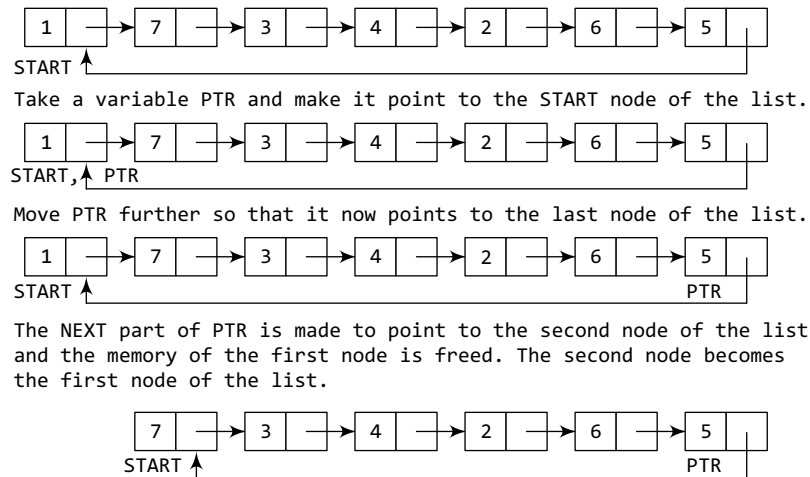 1 7 3 4 2 6 5
START
Take a variable PTR and make it point to the START node of the list.
1 7 3 4 2 6 5
START, PTR
Move PTR further so that it now points to the last node of the list.
1 7 3 4 2 6 5
START PTR
The NEXT part of PTR is made to point to the second node of the list
and the memory of the first node is freed. The second node becomes
the first node of the list.
7 3 4 2 6 5
START PTR